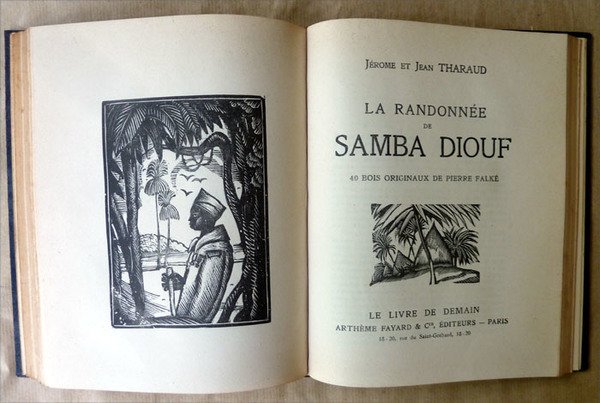 JÉROME ET JEAN THARAUD
LA RANDONNÉE
DE
SAMBA DIOUF
40 BOIS ORIGINAUX DE PIERRE FALKÉ
LE LIVRE DE DEMAIN
ARTHÈME FAYARD & Cie, ÉDITEURS — PARIS
18-20, rue du Saint-Gothard, 18-20